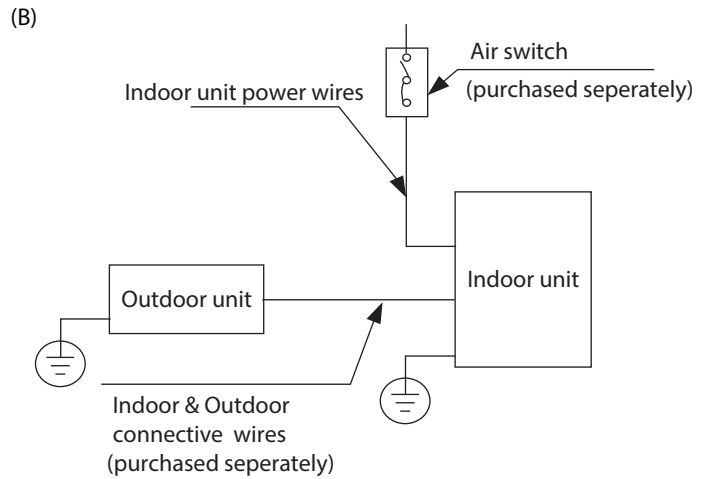 (B)
Air switch
(purchased seperately)
Indoor unit power wires
Indoor unit
Outdoor unit
Indoor & Outdoor
connective wires
(purchased seperately)